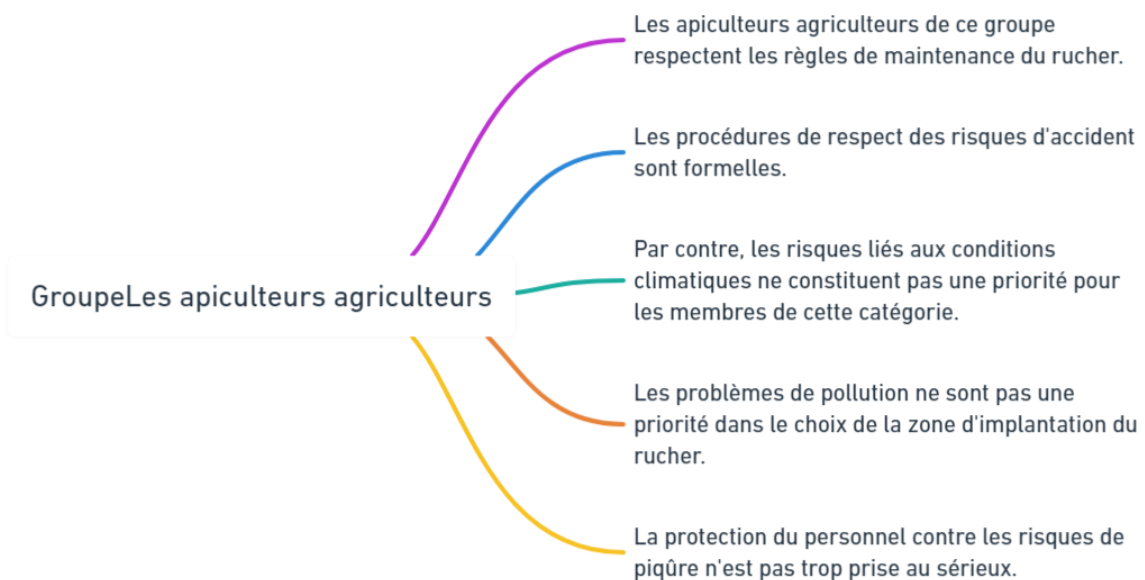 GroupeLes apiculteurs agriculteurs
Les apiculteurs agriculteurs de ce groupe
respectent les règles de maintenance du rucher.
Les procédures de respect des risques d'accident
sont formelles.
Par contre, les risques liés aux conditions
climatiques ne constituent pas une priorité pour
les membres de cette catégorie.
Les problèmes de pollution ne sont pas une
priorité dans le choix de la zone d'implantation du
rucher.
La protection du personnel contre les risques de
piqûre n'est pas trop prise au sérieux.